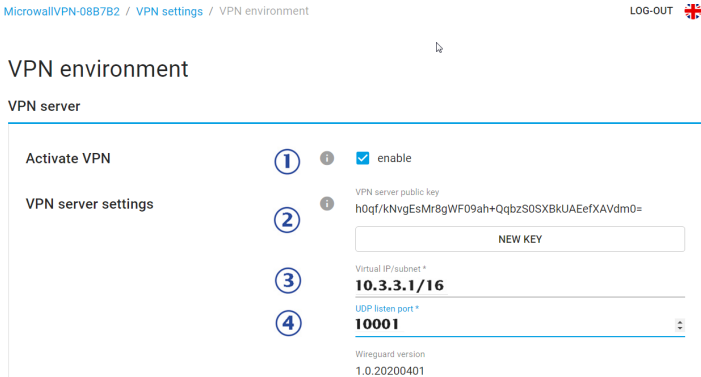 MicrowallVPN-08B7B2 / VPN settings / VPN environment LOG-OUT
VPN environment
VPN server
Activate VPN 1 i enable
VPN server public key
VPN server settings i h0qf/kNvgEsMr8gWF09ah+QqbzS0SXBkUAEefXAVdm0=
2
NEW KEY
Virtual IP/subnet *
3 10.3.3.1/16
UDP listen port *
4 10001
Wireguard version
1.0.20200401